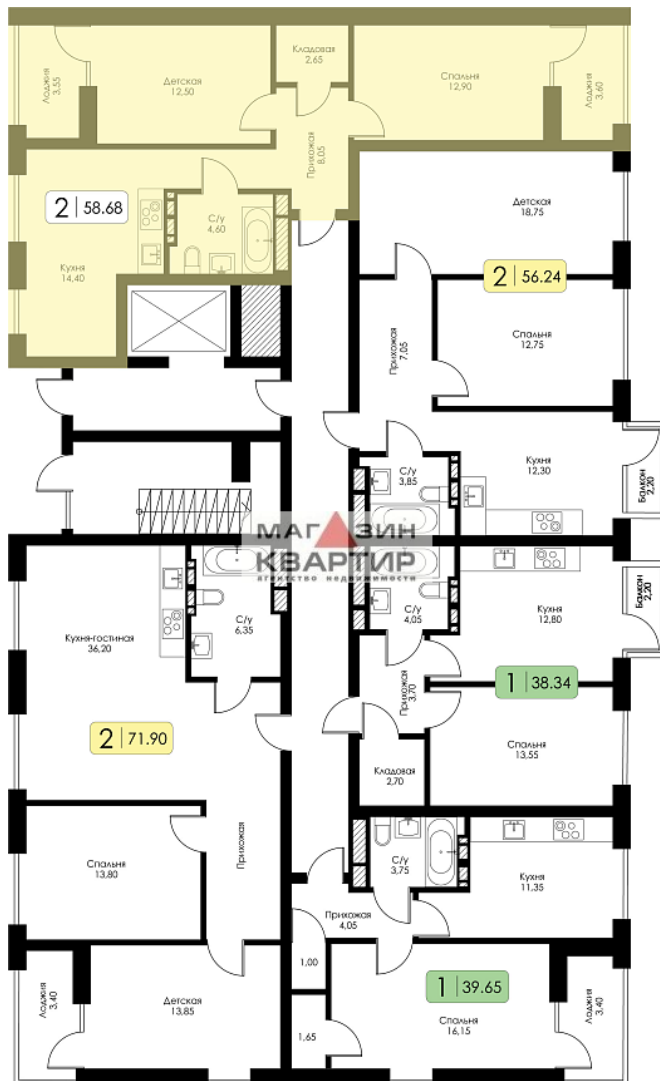 Лоджия
3.55
Детская
12.50
Кладовая
2.65
Спальня
12.90
Лоджия
3.60
Прихожая
8.05
2 58.68
С/у
4.60
Кухня
14.40
Детская
18.75
2 56.24
Прихожая
7.05
Спальня
12.75
Кухня
12.30
Балкон
2.20
С/у
3.85
МАГАЗИН
КВАРТИР
агентство недвижимости
Кухня-гостиная
36,20
С/у
6,35
С/у
4,05
Кухня
12,80
Балкон
2,20
Прихожая
3,70
1 38.34
2 71.90
Спальня
13,55
Кладовая
2,70
Прихожая
Спальня
13,80
С/у
3,75
Кухня
11,35
Прихожая
4,05
1,00
Лоджия
3,40
Детская
13,85
1,65
1 39.65
Спальня
16,15
Лоджия
3,40